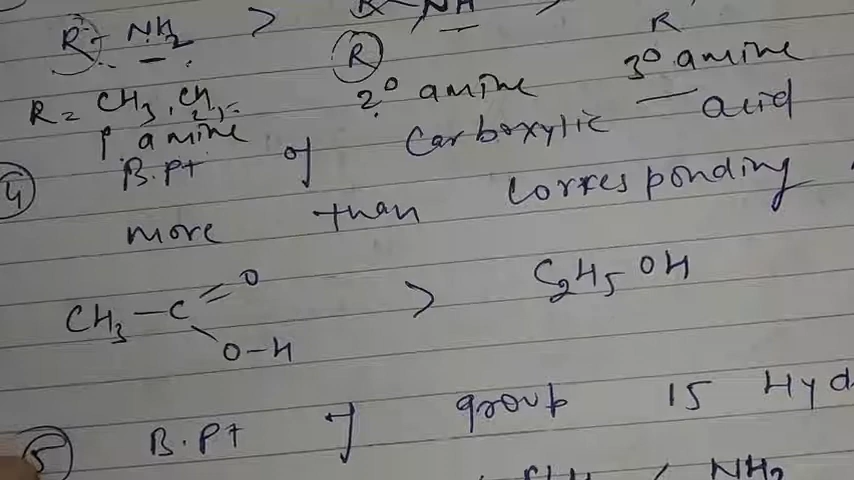 R-NH2 > R-NH >
R R
R = CH3, CH2, 2° amine 3° amine
1° amine
4 B.pt of carboxylic acid
more than corresponding
CH3-C=O > C2H5OH
O-H
5 B.Pt of group 15 Hyd
NH2